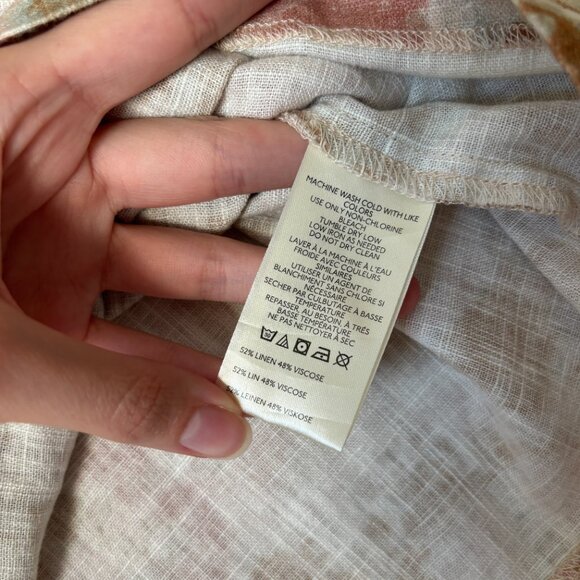 MACHINE WASH COLD WITH LIKE
COLORS
USE ONLY NON-CHLORINE
BLEACH
TUMBLE DRY LOW
LOW IRON AS NEEDED
DO NOT DRY CLEAN
LAVER À LA MACHINE À L'EAU
FROIDE AVEC COULEURS
SIMILAIRES
UTILISER UN AGENT DE
BLANCHIMENT SANS CHLORE SI
NÉCESSAIRE
SECHER PAR CULBUTAGE À BASSE
TEMPÉRATURE
REPASSER, AU BESOIN, À TRÈS
BASSE TEMPÉRATURE
NE PAS NETTOYER À SEC
52% LINEN 48% VISCOSE
52% LIN 48% VISCOSE
LEINEN 48% VISKOSE